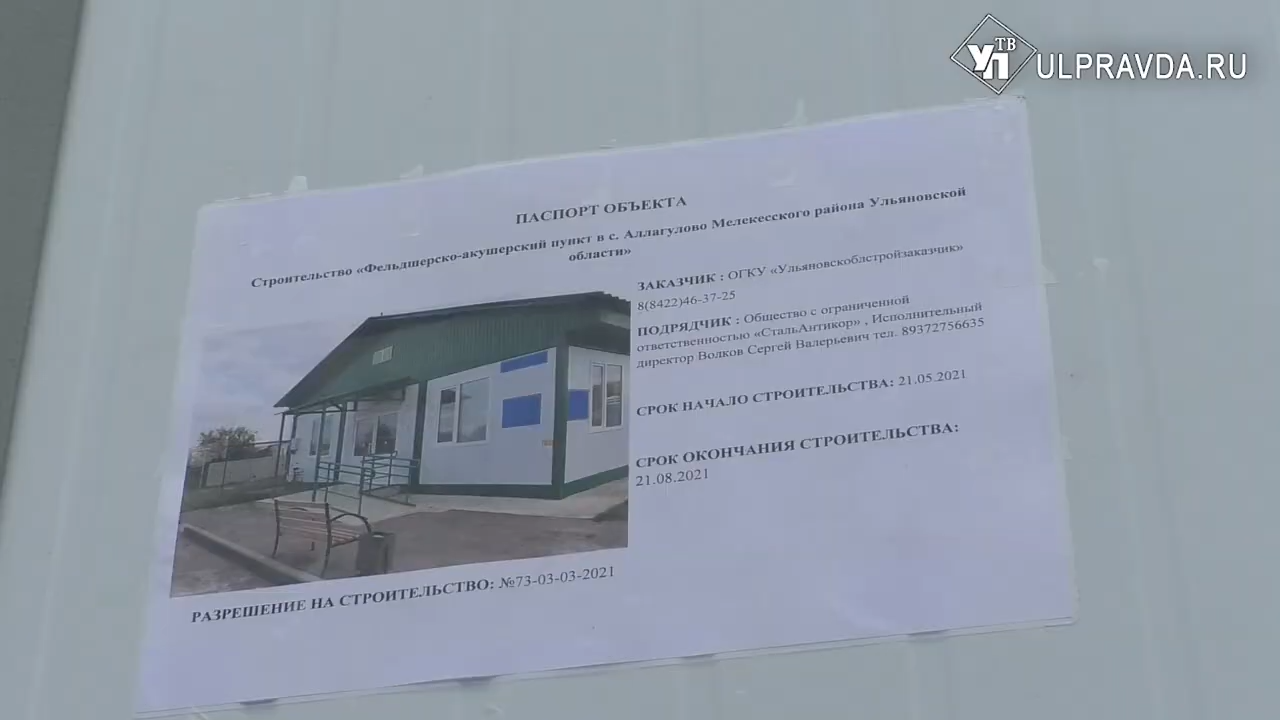 УП ТВ
ULPRAVDA.RU
ПАСПОРТ ОБЪЕКТА
Строительство «Фельдшерско-акушерский пункт в с. Аллагулово Мелекесского района Ульяновской
области»
ЗАКАЗЧИК : ОГКУ «Ульяновскоблстройзаказчик»
8(8422)46-37-25
ПОДРЯДЧИК : Общество с ограниченной
ответственностью «СтальАнтикор» , Исполнительный
директор Волков Сергей Валерьевич тел. 89372756635
СРОК НАЧАЛО СТРОИТЕЛЬСТВА: 21.05.2021
СРОК ОКОНЧАНИЯ СТРОИТЕЛЬСТВА:
21.08.2021
РАЗРЕШЕНИЕ НА СТРОИТЕЛЬСТВО: №73-03-03-2021